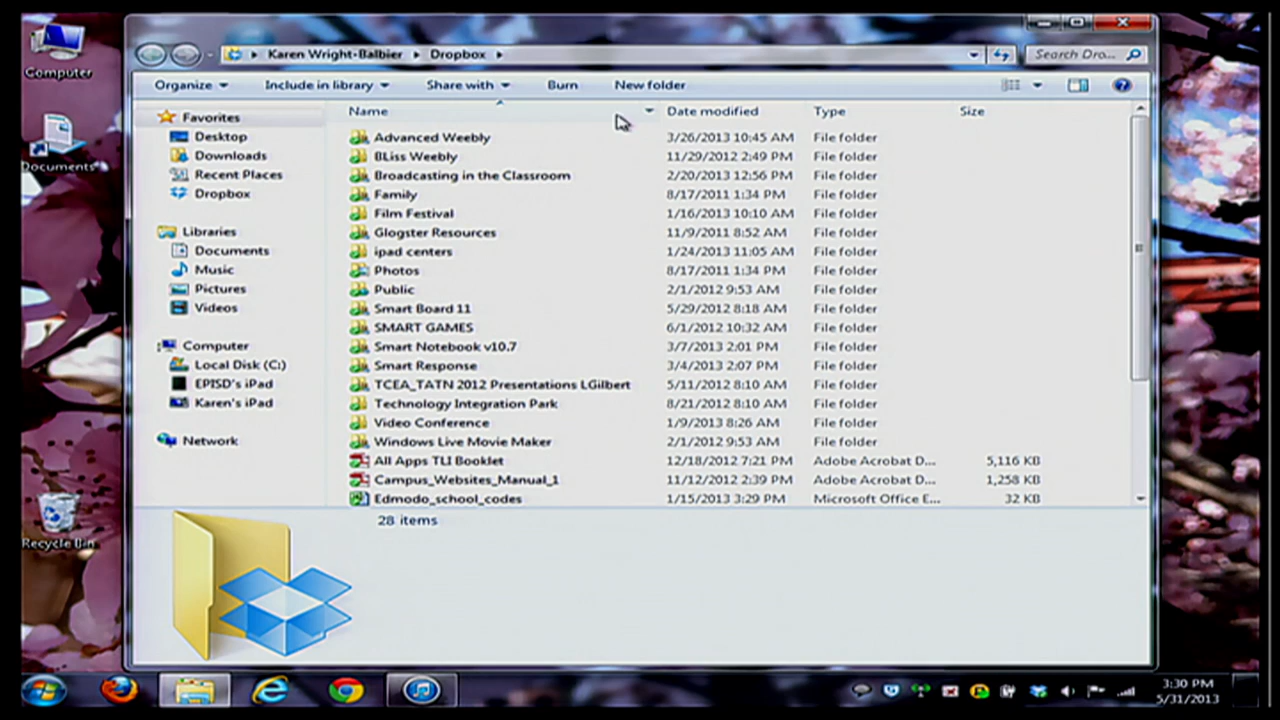 Computer
Documents
Recycle Bin
Karen Wright-Balbier Dropbox
Search Dro...
Organize Include in library Share with Burn New folder
Favorites
Desktop
Downloads
Recent Places
Dropbox
Libraries
Documents
Music
Pictures
Videos
Computer
Local Disk (C:)
EPISD's iPad
Karen's iPad
Network
Name Date modified Type Size
Advanced Weebly 3/26/2013 10:45 AM File folder
BLiss Weebly 11/29/2012 2:49 PM File folder
Broadcasting in the Classroom 2/20/2013 12:56 PM File folder
Family 8/17/2011 1:34 PM File folder
Film Festival 1/16/2013 10:10 AM File folder
Glogster Resources 11/9/2011 8:52 AM File folder
ipad centers 1/24/2013 11:05 AM File folder
Photos 8/17/2011 1:34 PM File folder
Public 2/1/2012 9:53 AM File folder
Smart Board 11 5/29/2012 8:18 AM File folder
SMART GAMES 6/1/2012 10:32 AM File folder
Smart Notebook v10.7 3/7/2013 2:01 PM File folder
Smart Response 3/4/2013 2:07 PM File folder
TCEA_TATN 2012 Presentations LGilbert 5/11/2012 8:10 AM File folder
Technology Integration Park 8/21/2012 8:10 AM File folder
Video Conference 1/9/2013 8:26 AM File folder
Windows Live Movie Maker 2/1/2012 9:53 AM File folder
All Apps TLI Booklet 12/18/2012 7:21 PM Adobe Acrobat D... 5,116 KB
Campus_Websites_Manual_1 11/12/2012 2:39 PM Adobe Acrobat D... 1,258 KB
Edmodo_school_codes 1/15/2013 3:29 PM Microsoft Office E... 32 KB
28 items
3:30 PM
5/31/2013